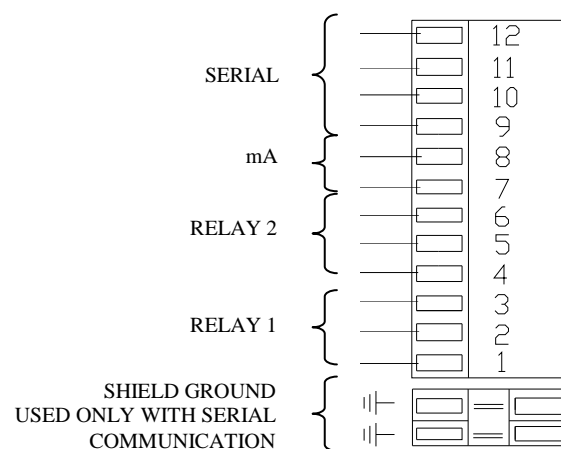 SERIAL
mA
RELAY 2
RELAY 1
SHIELD GROUND
USED ONLY WITH SERIAL
COMMUNICATION
12
11
10
9
8
7
6
5
4
3
2
1